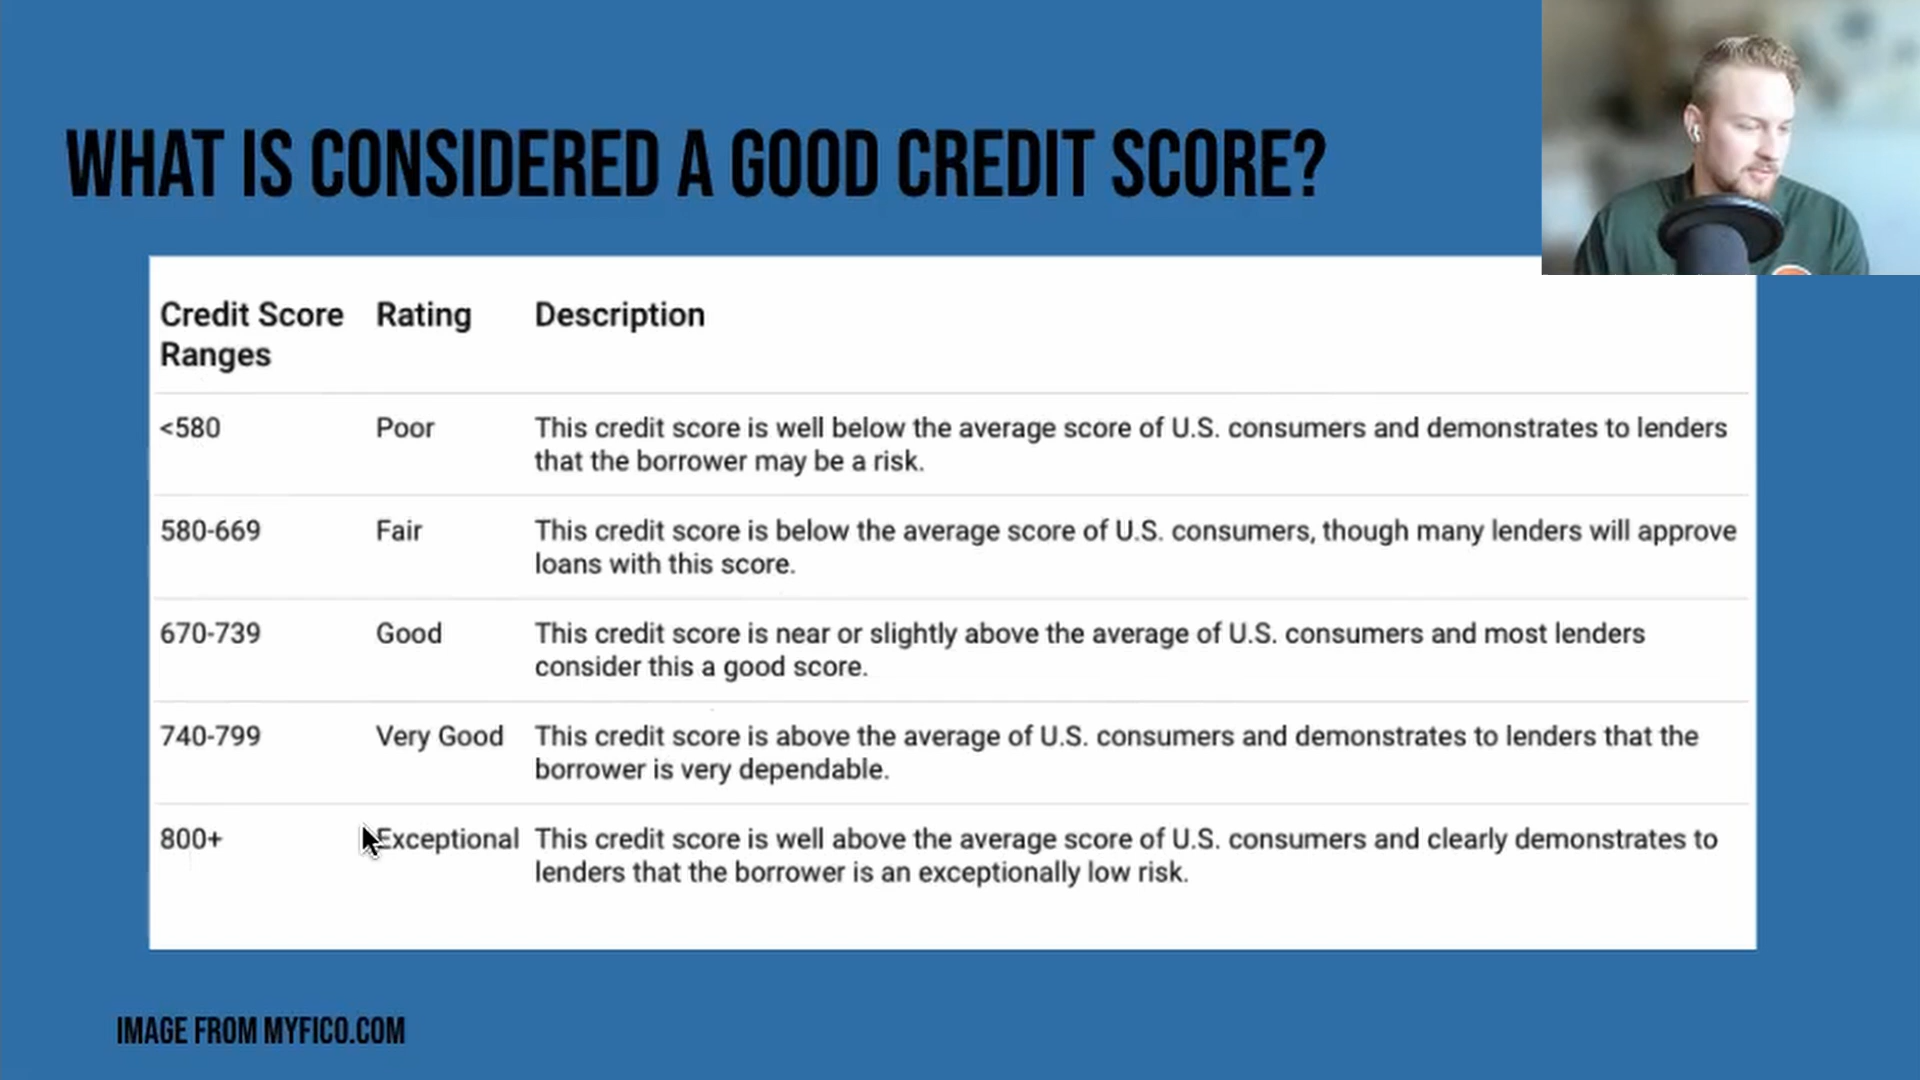 WHAT IS CONSIDERED A GOOD CREDIT SCORE?
Credit Score Ranges Rating Description
<580 Poor This credit score is well below the average score of U.S. consumers and demonstrates to lenders
that the borrower may be a risk.
580-669 Fair This credit score is below the average score of U.S. consumers, though many lenders will approve
loans with this score.
670-739 Good This credit score is near or slightly above the average of U.S. consumers and most lenders
consider this a good score.
740-799 Very Good This credit score is above the average of U.S. consumers and demonstrates to lenders that the
borrower is very dependable.
800+ Exceptional This credit score is well above the average score of U.S. consumers and clearly demonstrates to
lenders that the borrower is an exceptionally low risk.
IMAGE FROM MYFICO.COM